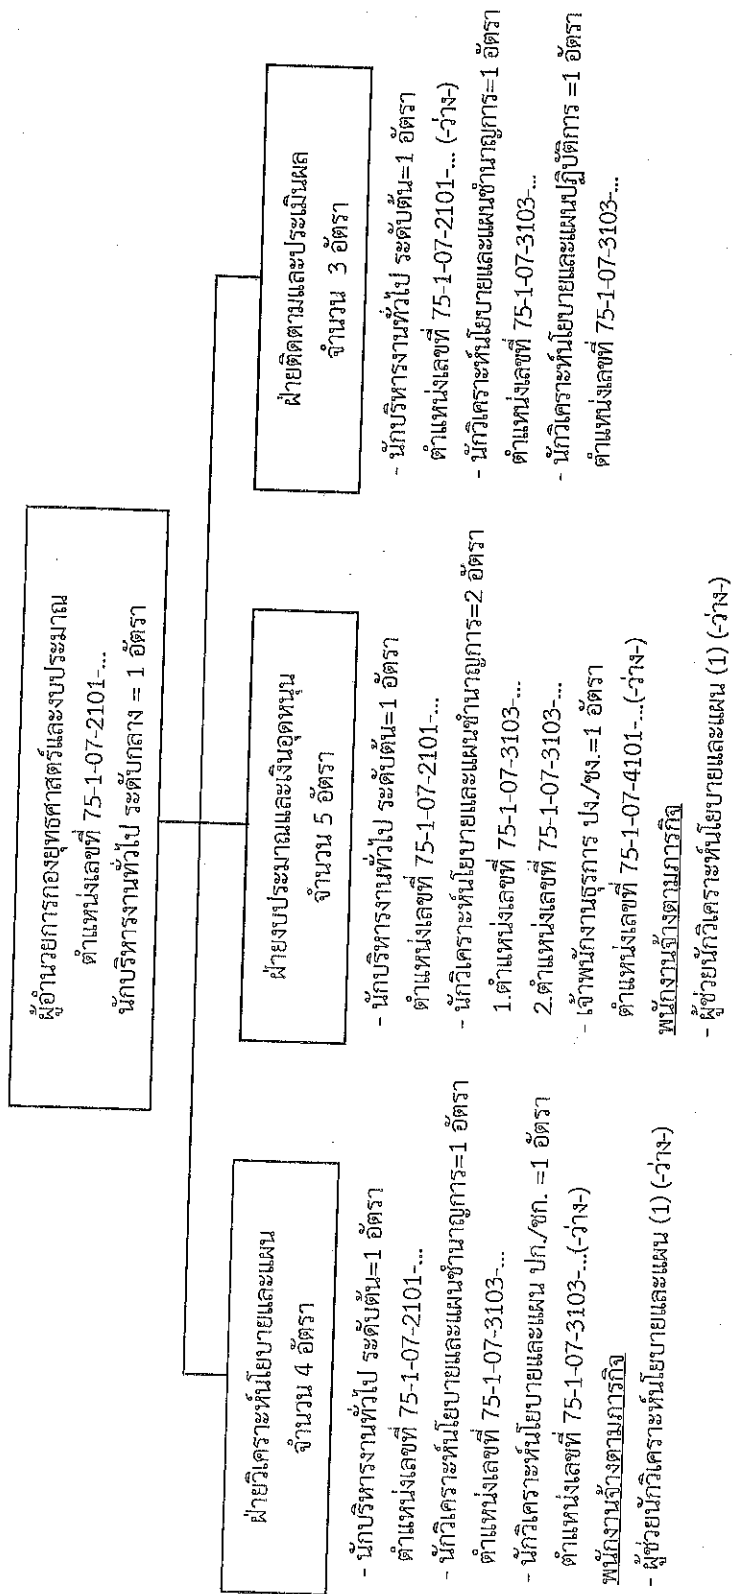 ผู้อำนวยการกองยุทธศาสตร์และงบประมาณ
ตำแหน่งเลขที่ 75-1-07-2101-...
นักบริหารงานทั่วไป ระดับกลาง = 1 อัตรา
ฝ่ายวิเคราะห์นโยบายและแผน
จำนวน 4 อัตรา
- นักบริหารงานทั่วไป ระดับต้น=1 อัตรา
ตำแหน่งเลขที่ 75-1-07-2101-...
- นักวิเคราะห์นโยบายและแผนชำนาญการ=1 อัตรา
ตำแหน่งเลขที่ 75-1-07-3103-...
- นักวิเคราะห์นโยบายและแผน ปก./ชก. =1 อัตรา
ตำแหน่งเลขที่ 75-1-07-3103-...(-ว่าง-)
พนักงานจ้างตามภารกิจ
- ผู้ช่วยนักวิเคราะห์นโยบายและแผน (1) (-ว่าง-)
ฝ่ายงบประมาณและเงินอุดหนุน
จำนวน 5 อัตรา
- นักบริหารงานทั่วไป ระดับต้น=1 อัตรา
ตำแหน่งเลขที่ 75-1-07-2101-...
- นักวิเคราะห์นโยบายและแผนชำนาญการ=2 อัตรา
1.ตำแหน่งเลขที่ 75-1-07-3103-...
2.ตำแหน่งเลขที่ 75-1-07-3103-...
- เจ้าพนักงานธุรการ ปง./ชง.=1 อัตรา
ตำแหน่งเลขที่ 75-1-07-4101-...(-ว่าง-)
พนักงานจ้างตามภารกิจ
- ผู้ช่วยนักวิเคราะห์นโยบายและแผน (1) (-ว่าง-)
ฝ่ายติดตามและประเมินผล
จำนวน 3 อัตรา
- นักบริหารงานทั่วไป ระดับต้น=1 อัตรา
ตำแหน่งเลขที่ 75-1-07-2101-... (-ว่าง-)
- นักวิเคราะห์นโยบายและแผนชำนาญการ=1 อัตรา
ตำแหน่งเลขที่ 75-1-07-3103-...
- นักวิเคราะห์นโยบายและแผนปฏิบัติการ =1 อัตรา
ตำแหน่งเลขที่ 75-1-07-3103-...